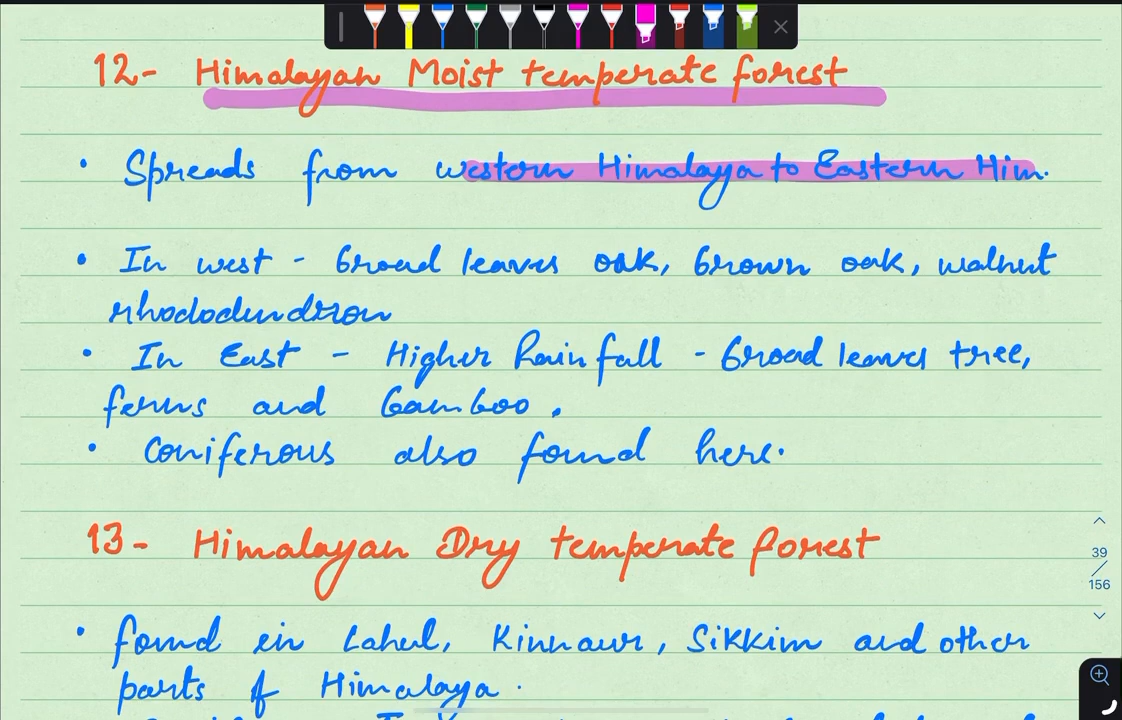 12- Himalayan Moist temperate forest
• Spreads from western Himalaya to Eastern Him.
• In west - broad leaves oak, brown oak, walnut
rhododendron
• In East - Higher Rainfall - broad leaves tree,
ferns and bamboo.
• Coniferous also found here.
13- Himalayan Dry temperate forest
39
/
156
• found in Lahul, Kinnaur, Sikkim and other
parts of Himalaya.